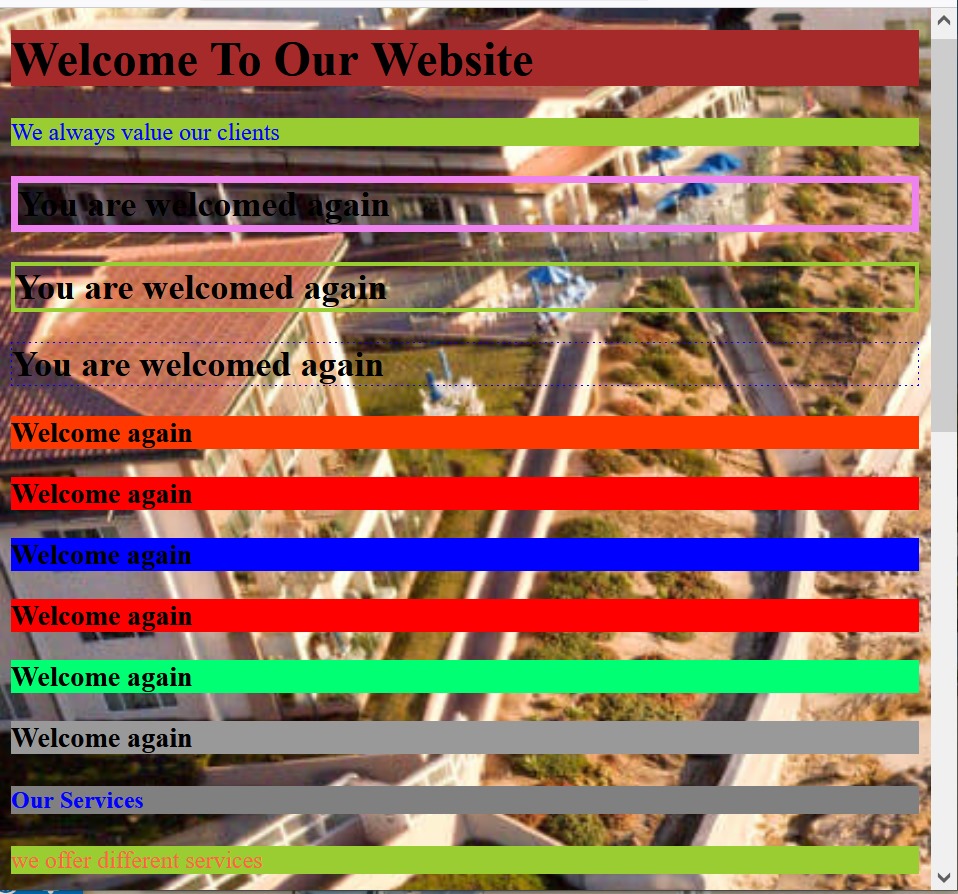 Welcome To Our Website
We always value our clients
You are welcomed again
You are welcomed again
You are welcomed again
Welcome again
Welcome again
Welcome again
Welcome again
Welcome again
Welcome again
Our Services
we offer different services